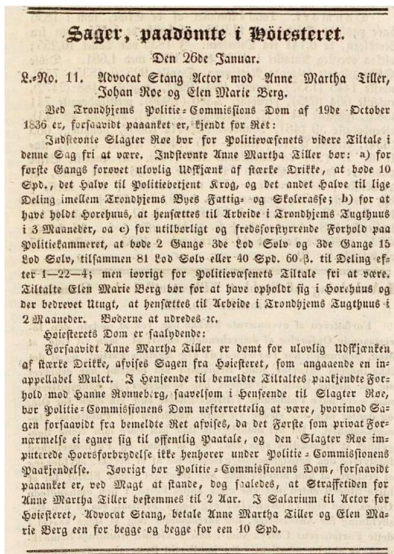 Sager, paadömte i Höiesteret.
Den 26de Januar.
L.-No. 11. Advocat Stang Actor mod Anne Martha Tiller,
Johan Roe og Elen Marie Berg.
Ved Trondhjems Politie-Commissions Dom af 19de October
1836 er, forsaavidt paaanket er, kjendt for Ret:
Indstevnte Slagter Roe bør for Politievæsenets videre Tiltale i
denne Sag fri at være. Indstevnte Anne Martha Tiller bør: a) for
første Gangs forøvet ulovlig Udskjænk af stærke Drikke, at bøde 10
Spd., det Halve til Politiebetjent Krog, og det andet Halve til lige
Deling imellem Trondhjems Byes Fattig- og Skolecasse; b) for at
have holdt Horehuus, at hensættes til Arbeide i Trondhjems Tugthuus
i 3 Maaneder, og c) for utilbørligt og fredsforstyrrende Forhold paa
Politiekammeret, at bøde 2 Gange 3de Lod Sølv og 3de Gange 15
Lod Sølv, tilsammen 81 Lod Sølv eller 40 Spd. 60 ß. til Deling ef-
ter 1—22—4; men iøvrigt for Politievæsenets Tiltale fri at være.
Tiltalte Elen Marie Berg bør for at have opholdt sig i Horehuus og
der bedrevet Utugt, at hensættes til Arbeide i Trondhjems Tugthuus i
2 Maaneder. Bøderne at udredes ꝛc.
Høiesterets Dom er saalydende:
Forsaavidt Anne Martha Tiller er dømt for ulovlig Udskjænken
af stærke Drikke, afvises Sagen fra Høiesteret, som angaaende en in-
appellabel Mulct. I Henseende til bemeldte Tiltaltes paakjendte For-
hold mod Hanne Ronneberg, saavelsom i Henseende til Slagter Roe,
bør Politie-Commissionens Dom uefterrettelig at være, hvorimod Sa-
gen forsaavidt fra bemeldte Ret afvises, da det Første som privat For-
nærmelse ei egner sig til offentlig Paatale, og den Slagter Roe im-
puterede Hoersforbrydelse ikke henhører under Politie-Commissionens
Paakjendelse. Iøvrigt bør Politie-Commissionens Dom, forsaavidt
paaanket er, ved Magt at stande, dog saaledes, at Straffetiden for
Anne Martha Tiller bestemmes til 2 Aar. I Salarium til Actor for
Høiesteret, Advocat Stang, betale Anne Martha Tiller og Elen Ma-
rie Berg een for begge og begge for een 10 Spd.